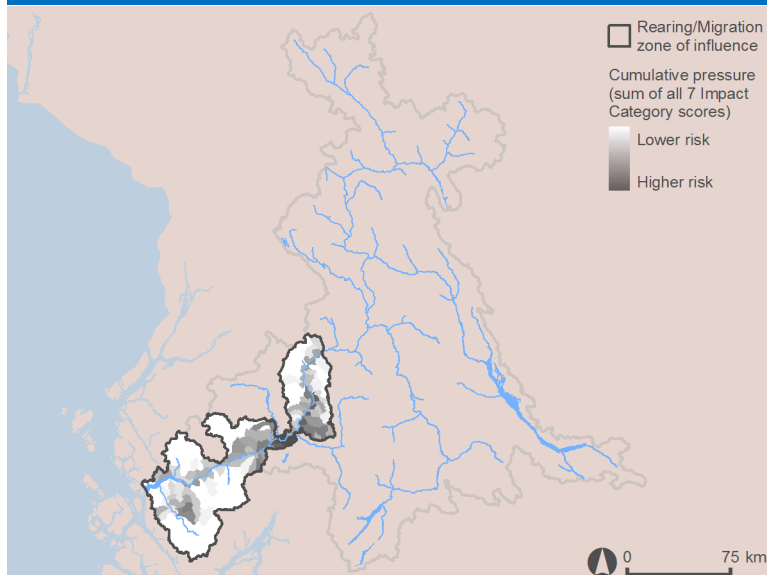 Rearing/Migration
zone of influence
Cumulative pressure
(sum of all 7 Impact
Category scores)
Lower risk
Higher risk
0 75 km